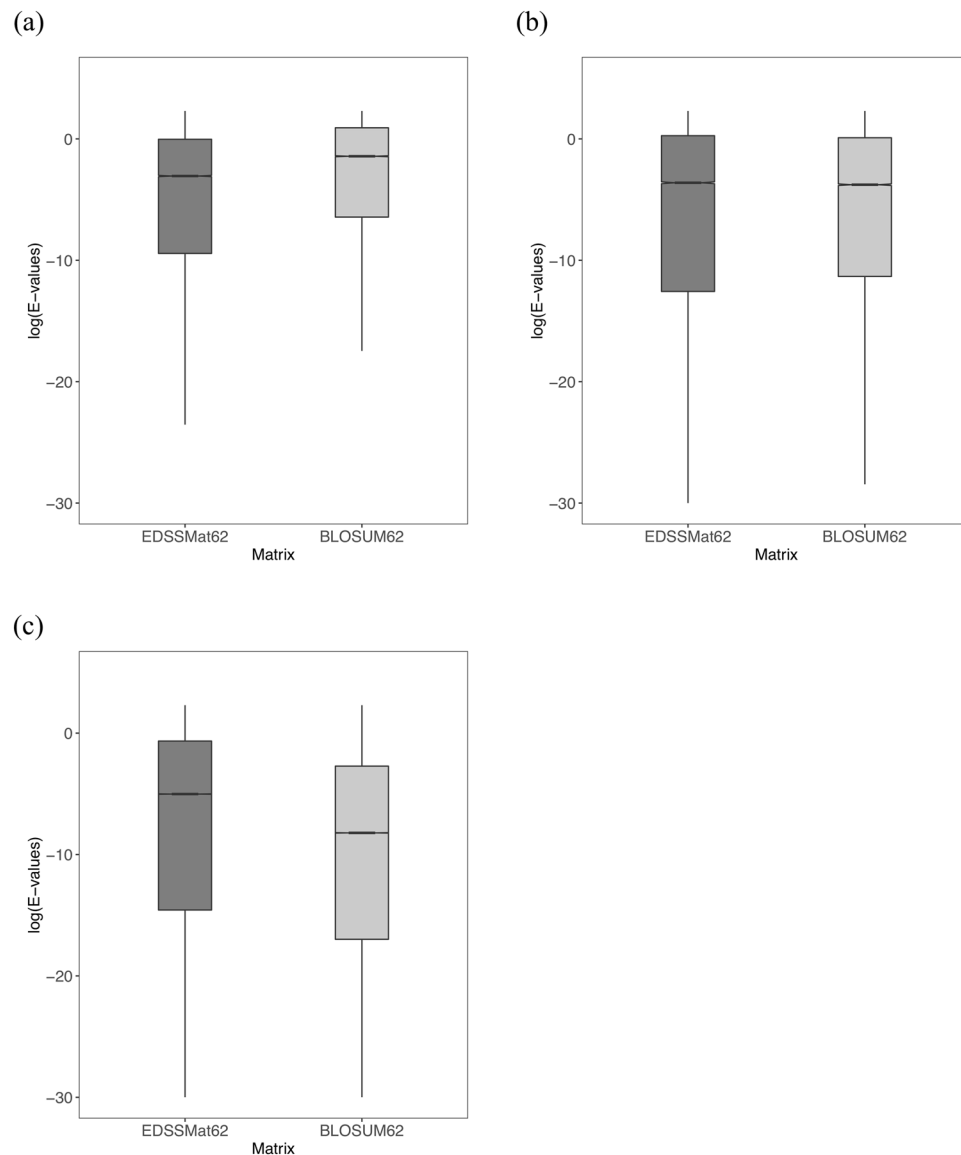 (a)
0
−10
−20
−30
log(E−values)
EDSSMat62 BLOSUM62
Matrix
(b)
0
−10
−20
−30
log(E−values)
EDSSMat62 BLOSUM62
Matrix
(c)
0
−10
−20
−30
log(E−values)
EDSSMat62 BLOSUM62
Matrix